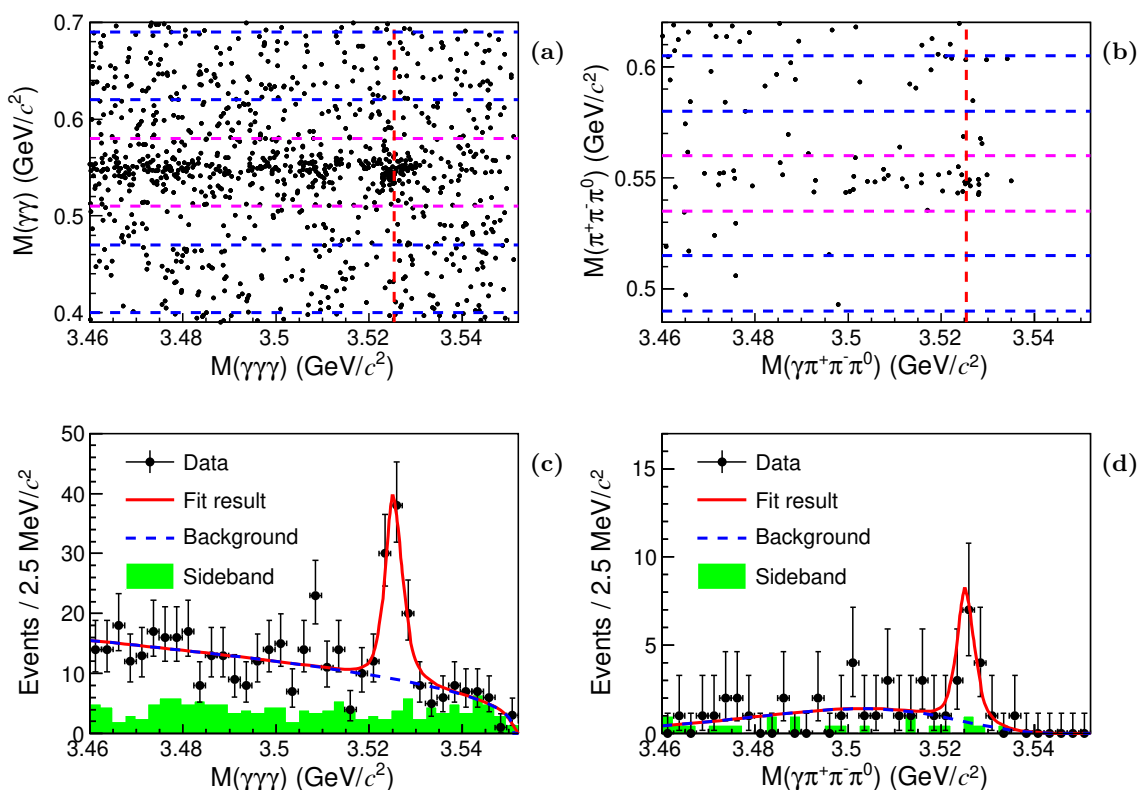 0.7
0.6
0.5
0.4
M(γγ) (GeV/c²)
3.46 3.48 3.5 3.52 3.54
M(γγγ) (GeV/c²)
(a)
0.6
0.55
0.5
M(π⁺π⁻π⁰) (GeV/c²)
3.46 3.48 3.5 3.52 3.54
M(γπ⁺π⁻π⁰) (GeV/c²)
(b)
50
40
30
20
10
0
Events / 2.5 MeV/c²
Data
Fit result
Background
Sideband
3.46 3.48 3.5 3.52 3.54
M(γγγ) (GeV/c²)
(c)
15
10
5
0
Events / 2.5 MeV/c²
Data
Fit result
Background
Sideband
3.46 3.48 3.5 3.52 3.54
M(γπ⁺π⁻π⁰) (GeV/c²)
(d)